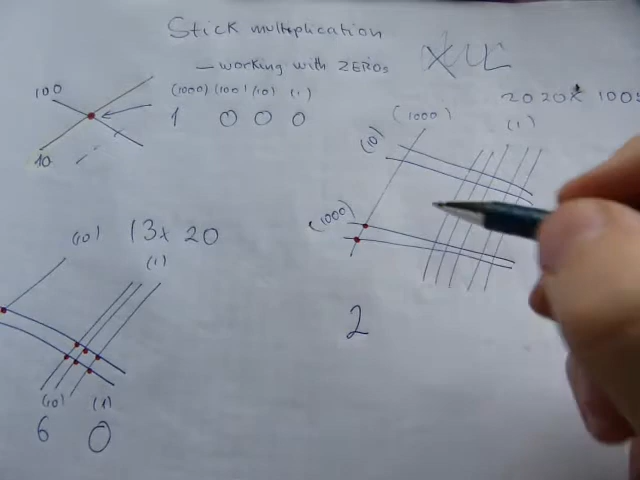 Stick multiplication
— working with ZEROs
100
(1000) (100) (10) (1)
1 0 0 0
10
2020 x 1005
(1000)
(1)
(10)
(1000)
2
(10) 13 x 20
(1)
(10) (1)
6 0